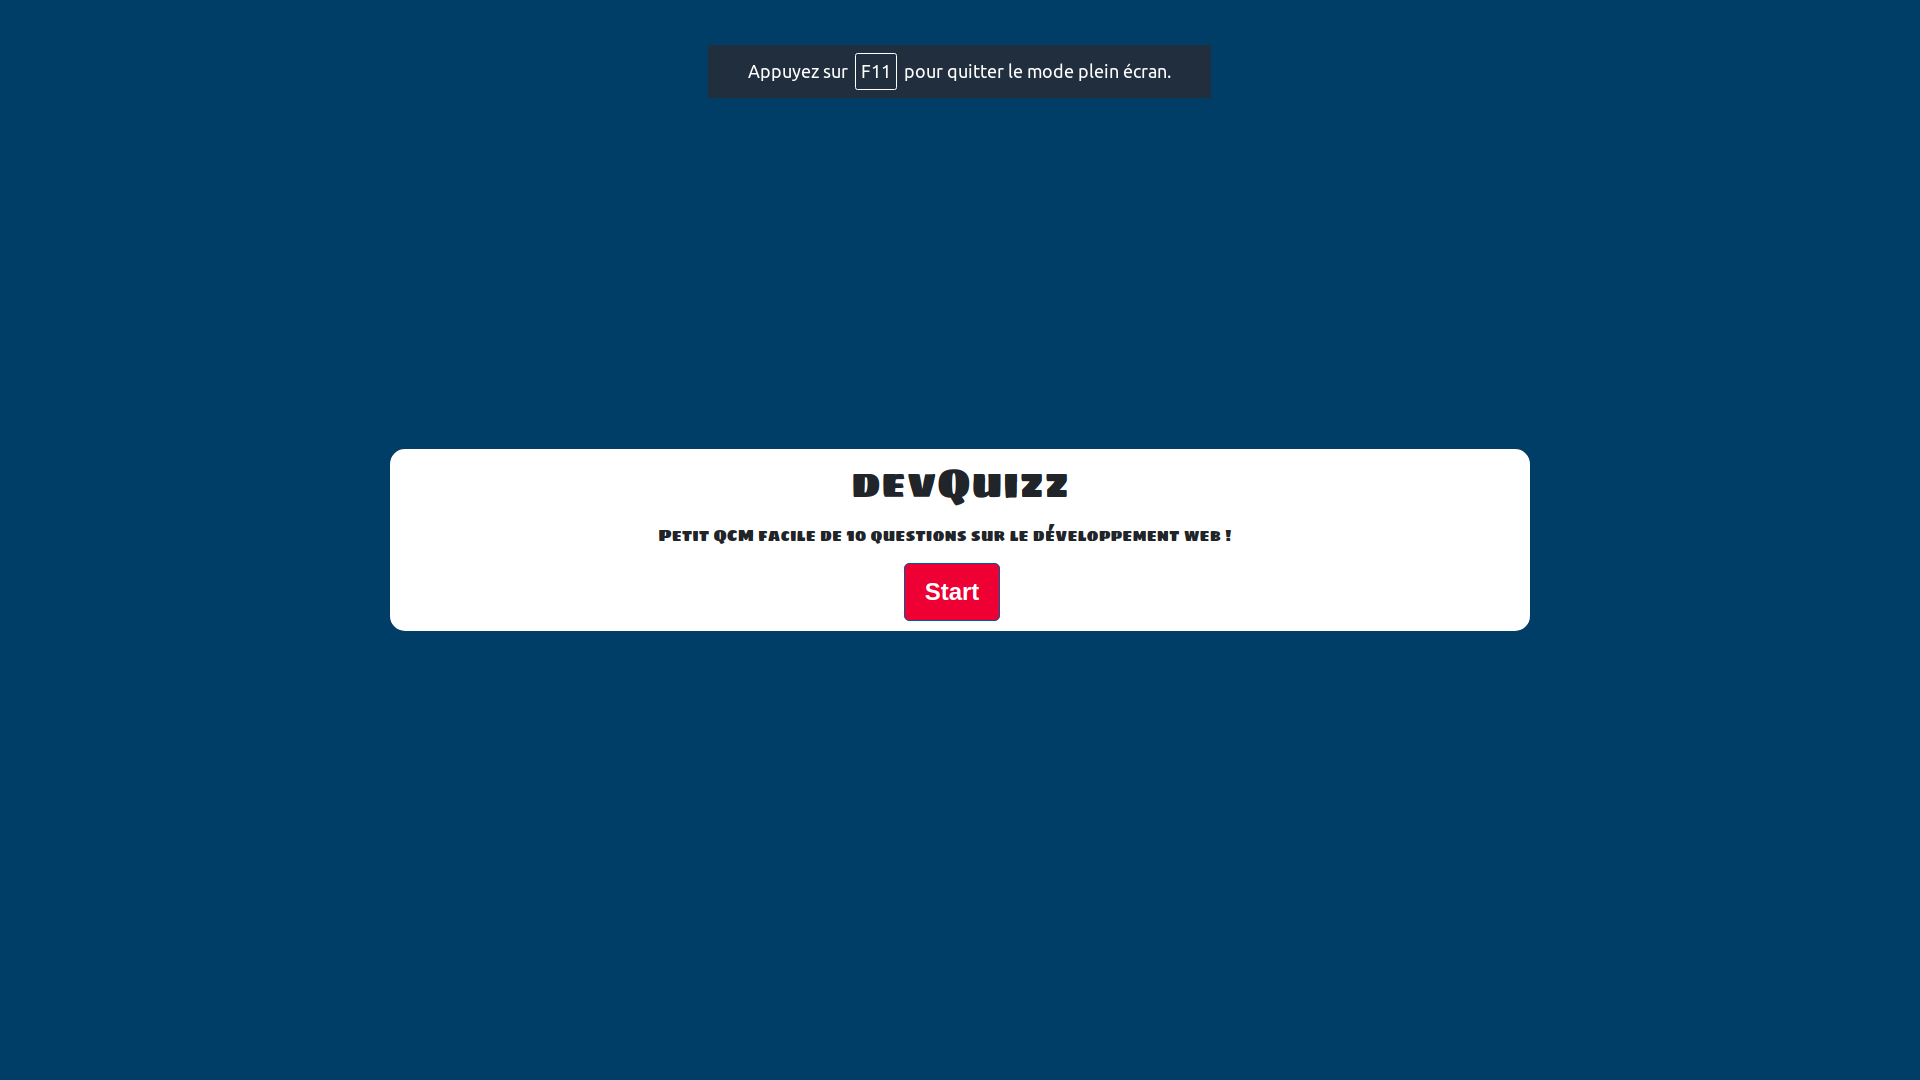 Appuyez sur F11 pour quitter le mode plein écran.
devQuizz
Petit QCM facile de 10 questions sur le développement web !
Start